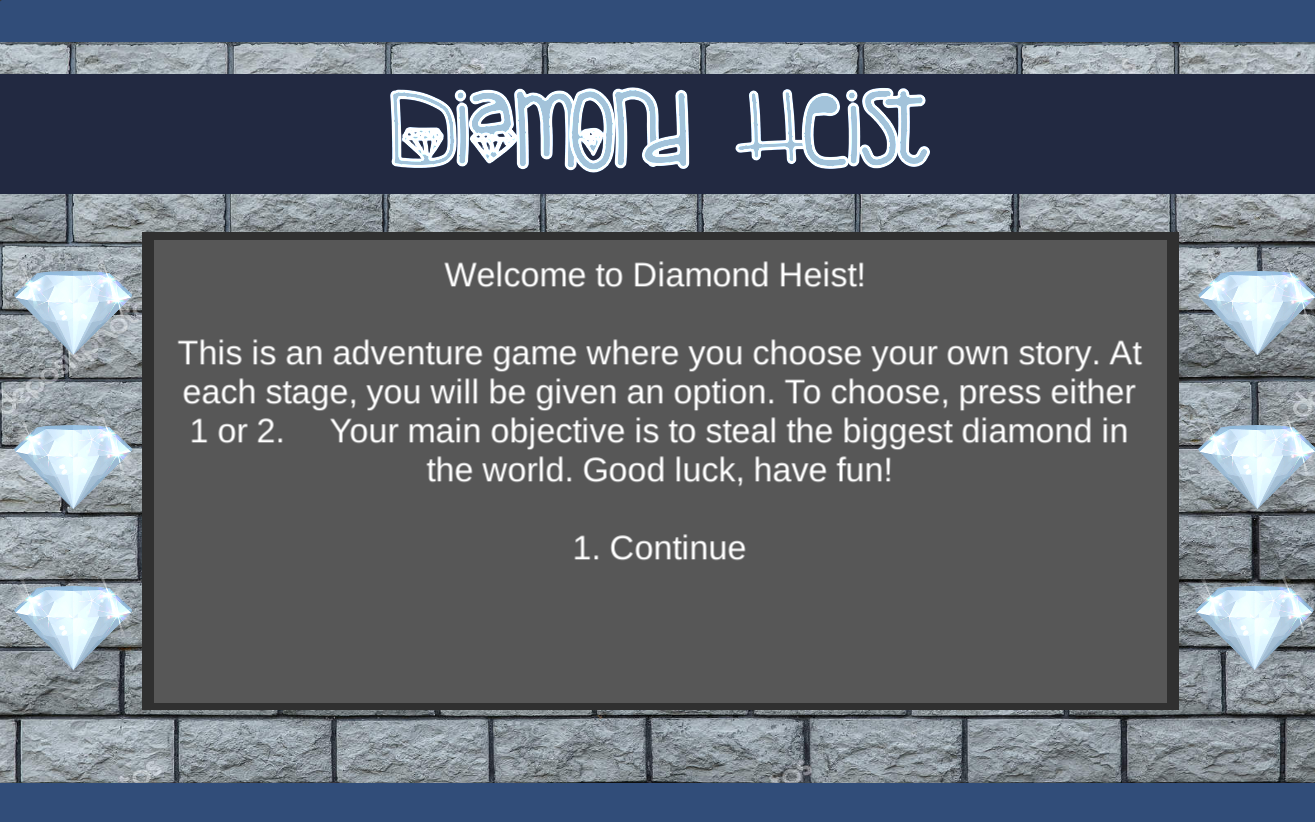 Diamond Heist
Welcome to Diamond Heist!
This is an adventure game where you choose your own story. At
each stage, you will be given an option. To choose, press either
1 or 2.     Your main objective is to steal the biggest diamond in
the world. Good luck, have fun!
1. Continue